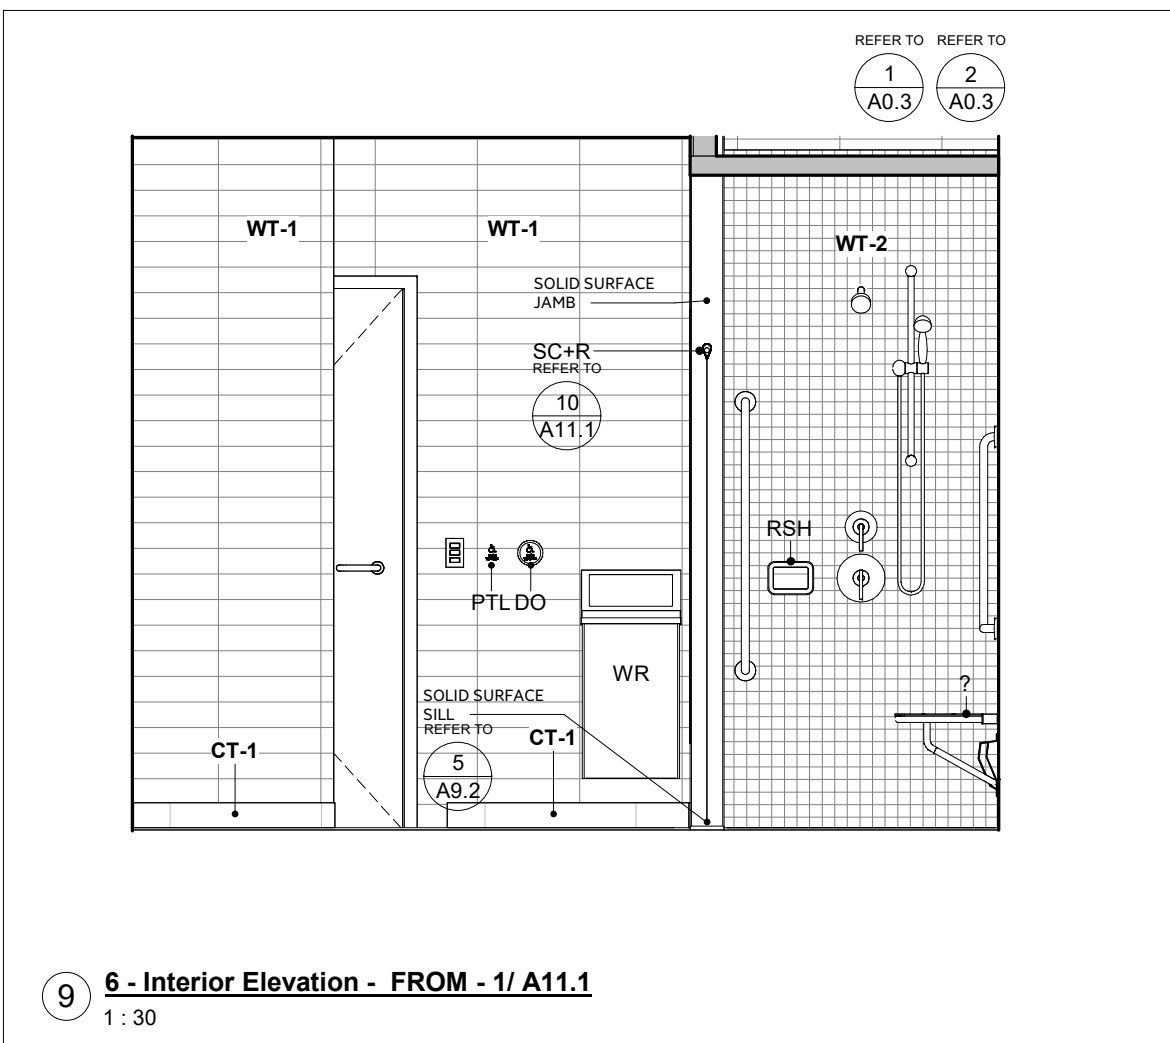 REFER TO REFER TO
1 2
A0.3 A0.3
WT-1 WT-1 WT-2
SOLID SURFACE
JAMB
SC+R
REFER TO
10
A11.1
RSH
PTL DO
WR
?
SOLID SURFACE
SILL
REFER TO
5
A9.2
CT-1 CT-1
9 6 - Interior Elevation - FROM - 1/ A11.1
1 : 30